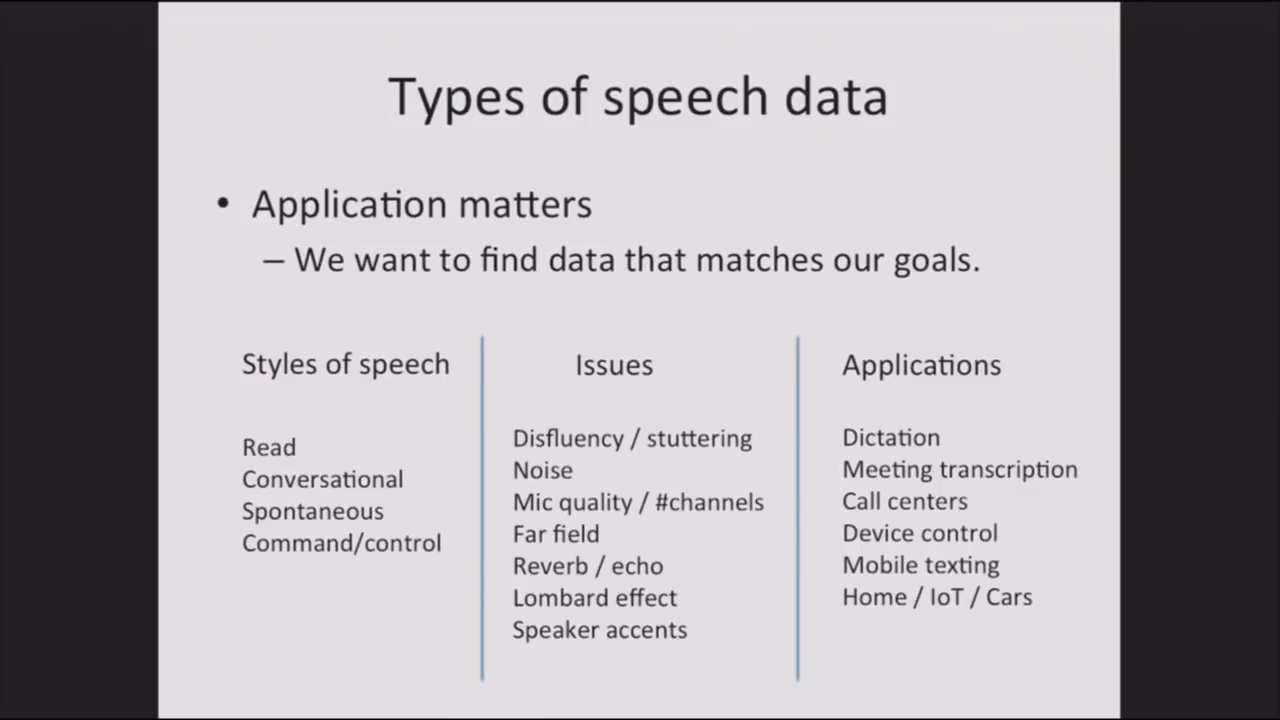 Types of speech data
• Application matters
– We want to find data that matches our goals.
Styles of speech
Read
Conversational
Spontaneous
Command/control
Issues
Disfluency / stuttering
Noise
Mic quality / #channels
Far field
Reverb / echo
Lombard effect
Speaker accents
Applications
Dictation
Meeting transcription
Call centers
Device control
Mobile texting
Home / IoT / Cars